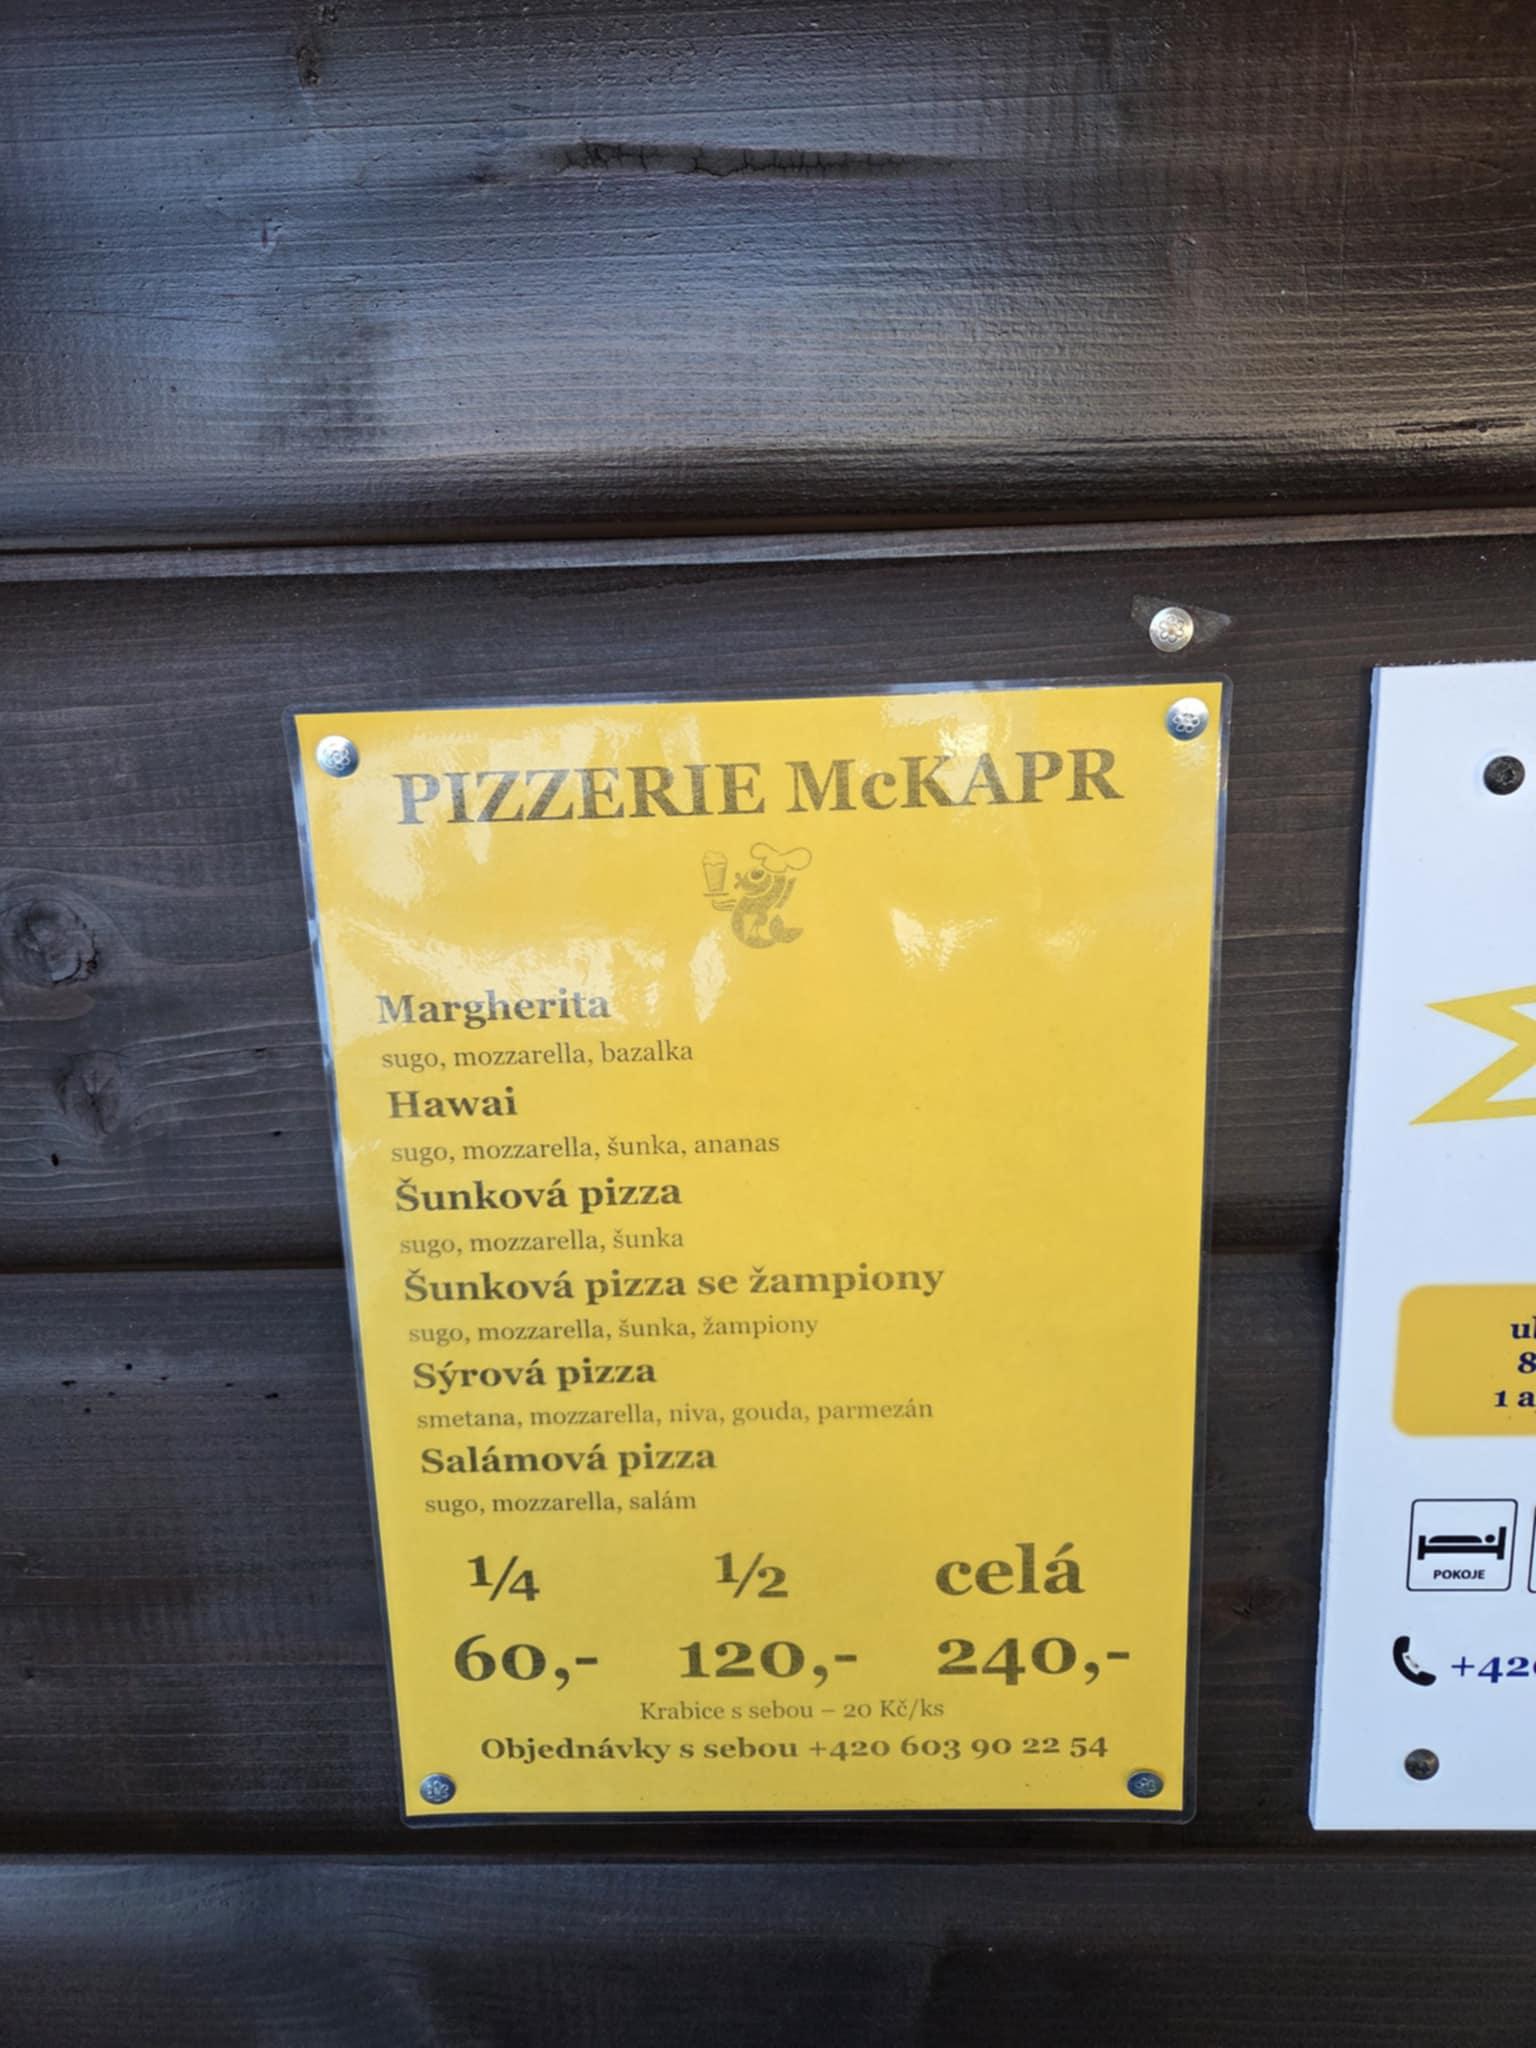 PIZZERIE McKAPR
Margherita
sugo, mozzarella, bazalka
Hawai
sugo, mozzarella, šunka, ananas
Šunková pizza
sugo, mozzarella, šunka
Šunková pizza se žampiony
sugo, mozzarella, šunka, žampiony
Sýrová pizza
smetana, mozzarella, niva, gouda, parmezán
Salámová pizza
sugo, mozzarella, salám
1/4 1/2 celá
60,- 120,- 240,-
Krabice s sebou – 20 Kč/ks
Objednávky s sebou +420 603 90 22 54
8
1 a
POKOJE
+420